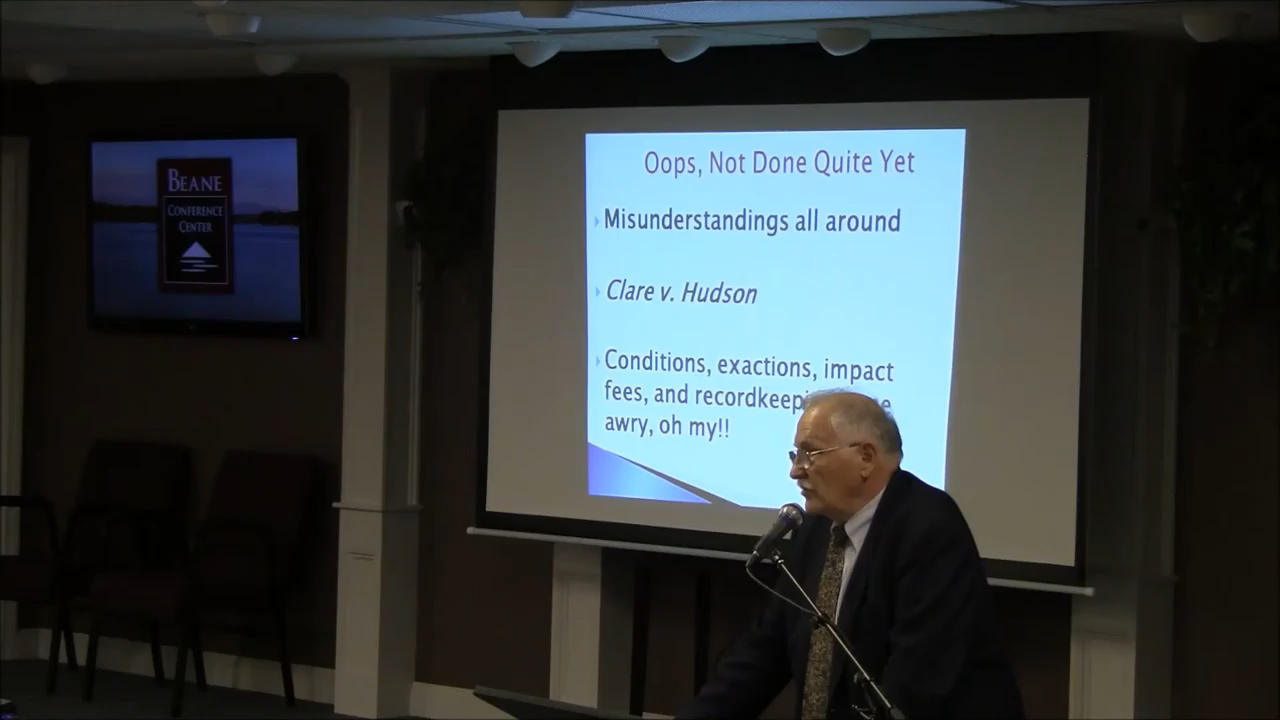 BEANE
CONFERENCE
CENTER
Oops, Not Done Quite Yet
Misunderstandings all around
Clare v. Hudson
Conditions, exactions, impact
fees, and
awry, oh my!!